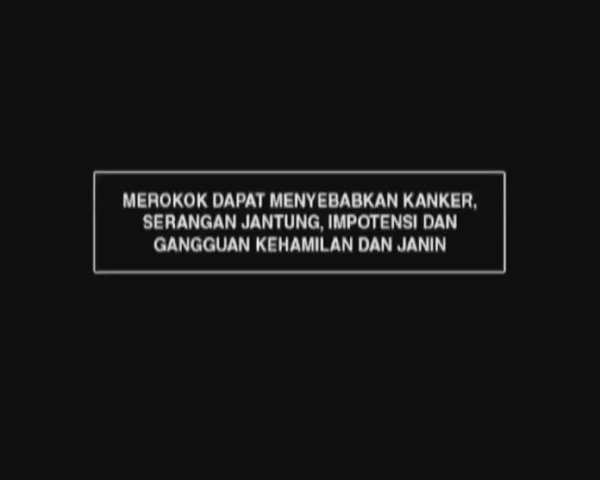 MEROKOK DAPAT MENYEBABKAN KANKER,
SERANGAN JANTUNG, IMPOTENSI DAN
GANGGUAN KEHAMILAN DAN JANIN